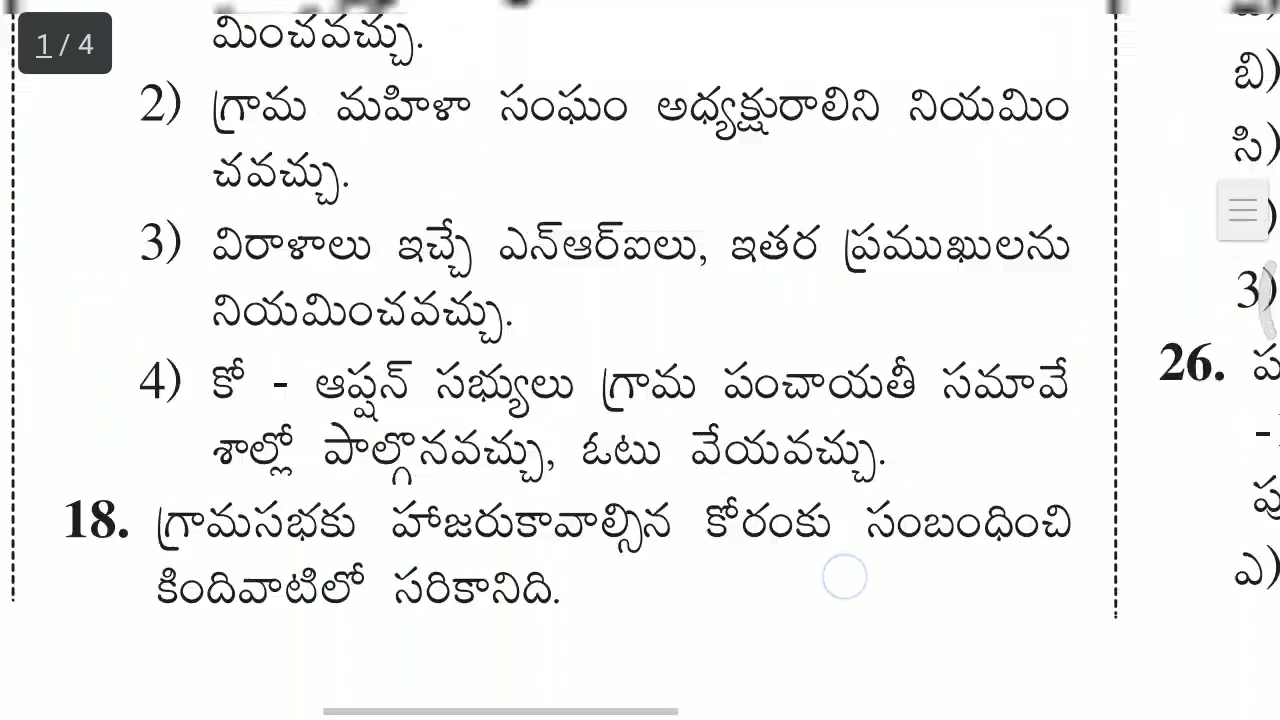 1 / 4
మించవచ్చు.
2) గ్రామ మహిళా సంఘం అధ్యక్షురాలిని నియమిం
చవచ్చు.
3) విరాళాలు ఇచ్చే ఎన్ఆర్ఐలు, ఇతర ప్రముఖులను
నియమించవచ్చు.
4) కో - ఆప్షన్ సభ్యులు గ్రామ పంచాయతీ సమావే
శాల్లో పాల్గొనవచ్చు, ఓటు వేయవచ్చు.
18. గ్రామసభకు హాజరుకావాల్సిన కోరంకు సంబంధించి
కిందివాటిలో సరికానిది.
బి)
సి)
3)
26.
ఎ)